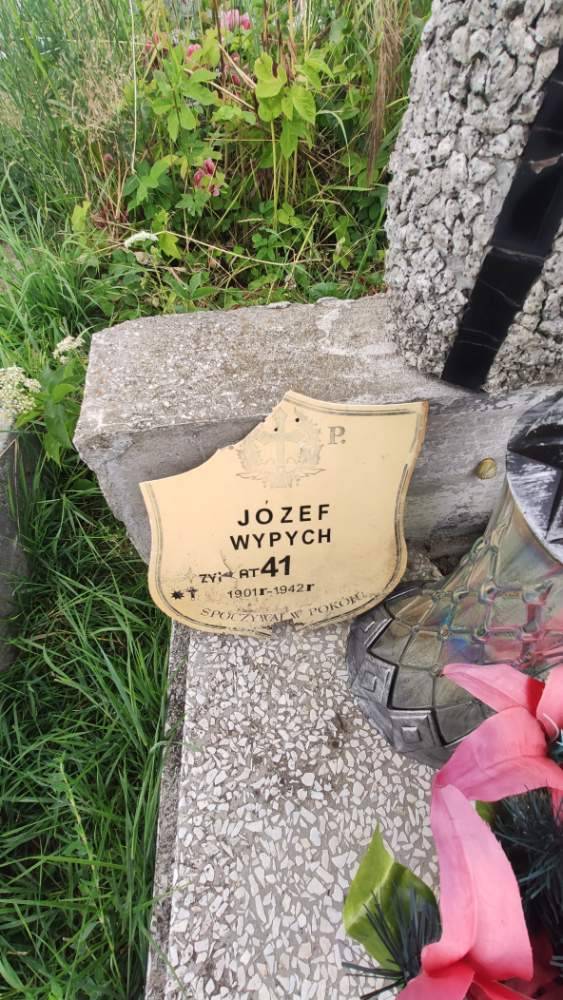 P.
JÓZEF
WYPYCH
41
1901r-1942r
SPOCZYWAJ W POKOJU